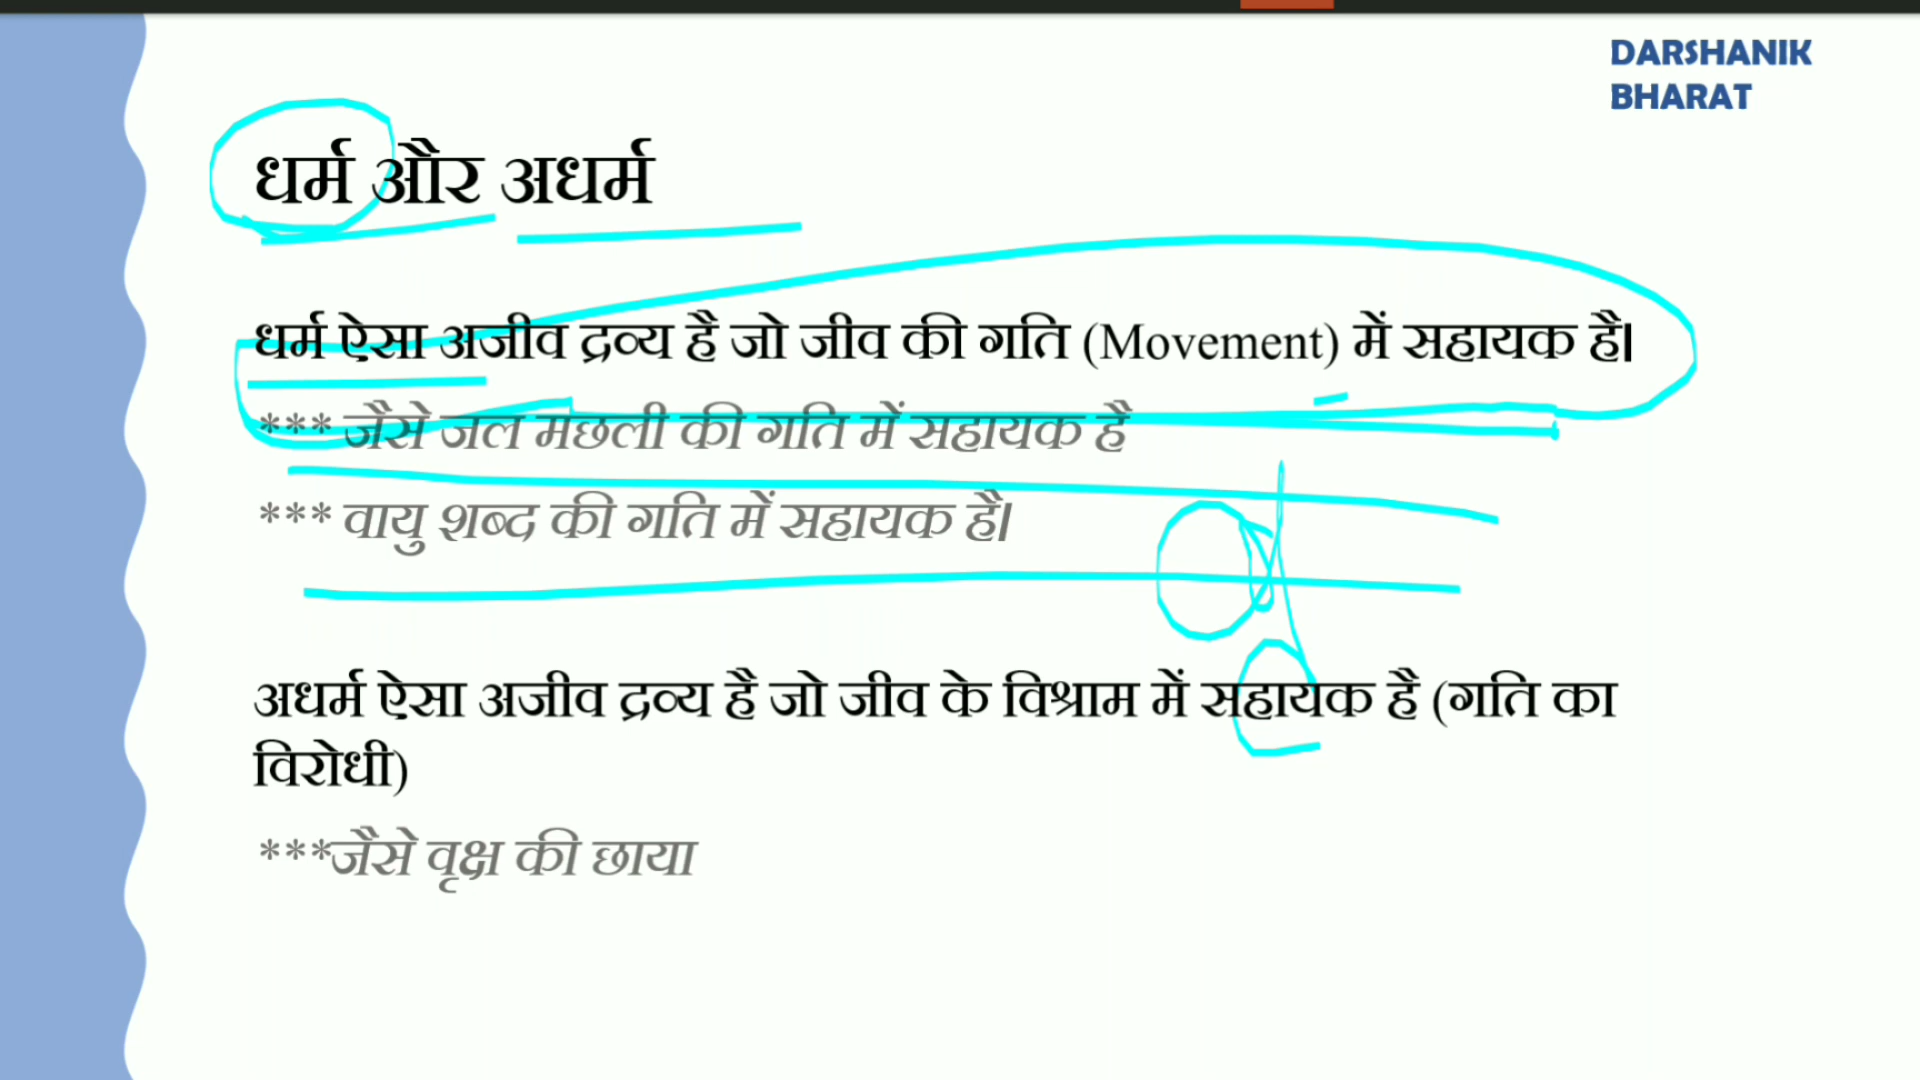 DARSHANIK
BHARAT
धर्म और अधर्म
धर्म ऐसा अजीव द्रव्य है जो जीव की गति (Movement) में सहायक है।
*** जैसे जल मछली की गति में सहायक है
*** वायु शब्द की गति में सहायक है।
अधर्म ऐसा अजीव द्रव्य है जो जीव के विश्राम में सहायक है (गति का
विरोधी)
***जैसे वृक्ष की छाया